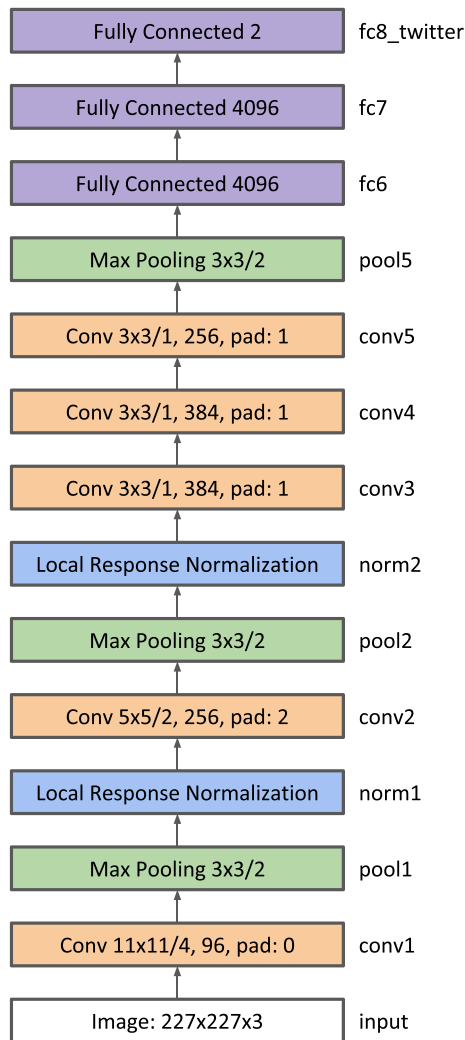 Fully Connected 2 fc8_twitter
Fully Connected 4096 fc7
Fully Connected 4096 fc6
Max Pooling 3x3/2 pool5
Conv 3x3/1, 256, pad: 1 conv5
Conv 3x3/1, 384, pad: 1 conv4
Conv 3x3/1, 384, pad: 1 conv3
Local Response Normalization norm2
Max Pooling 3x3/2 pool2
Conv 5x5/2, 256, pad: 2 conv2
Local Response Normalization norm1
Max Pooling 3x3/2 pool1
Conv 11x11/4, 96, pad: 0 conv1
Image: 227x227x3 input